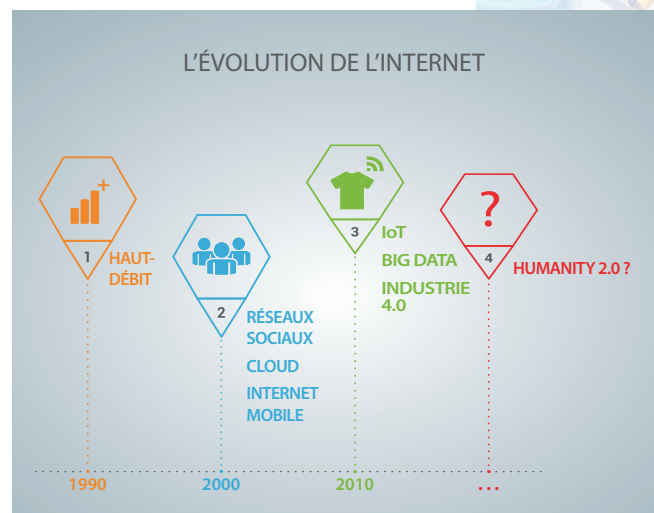 L'ÉVOLUTION DE L'INTERNET
+
1
HAUT-
DÉBIT
2
RÉSEAUX
SOCIAUX
CLOUD
INTERNET
MOBILE
3
IoT
BIG DATA
INDUSTRIE
4.0
?
4
HUMANITY 2.0 ?
1990
2000
2010
...